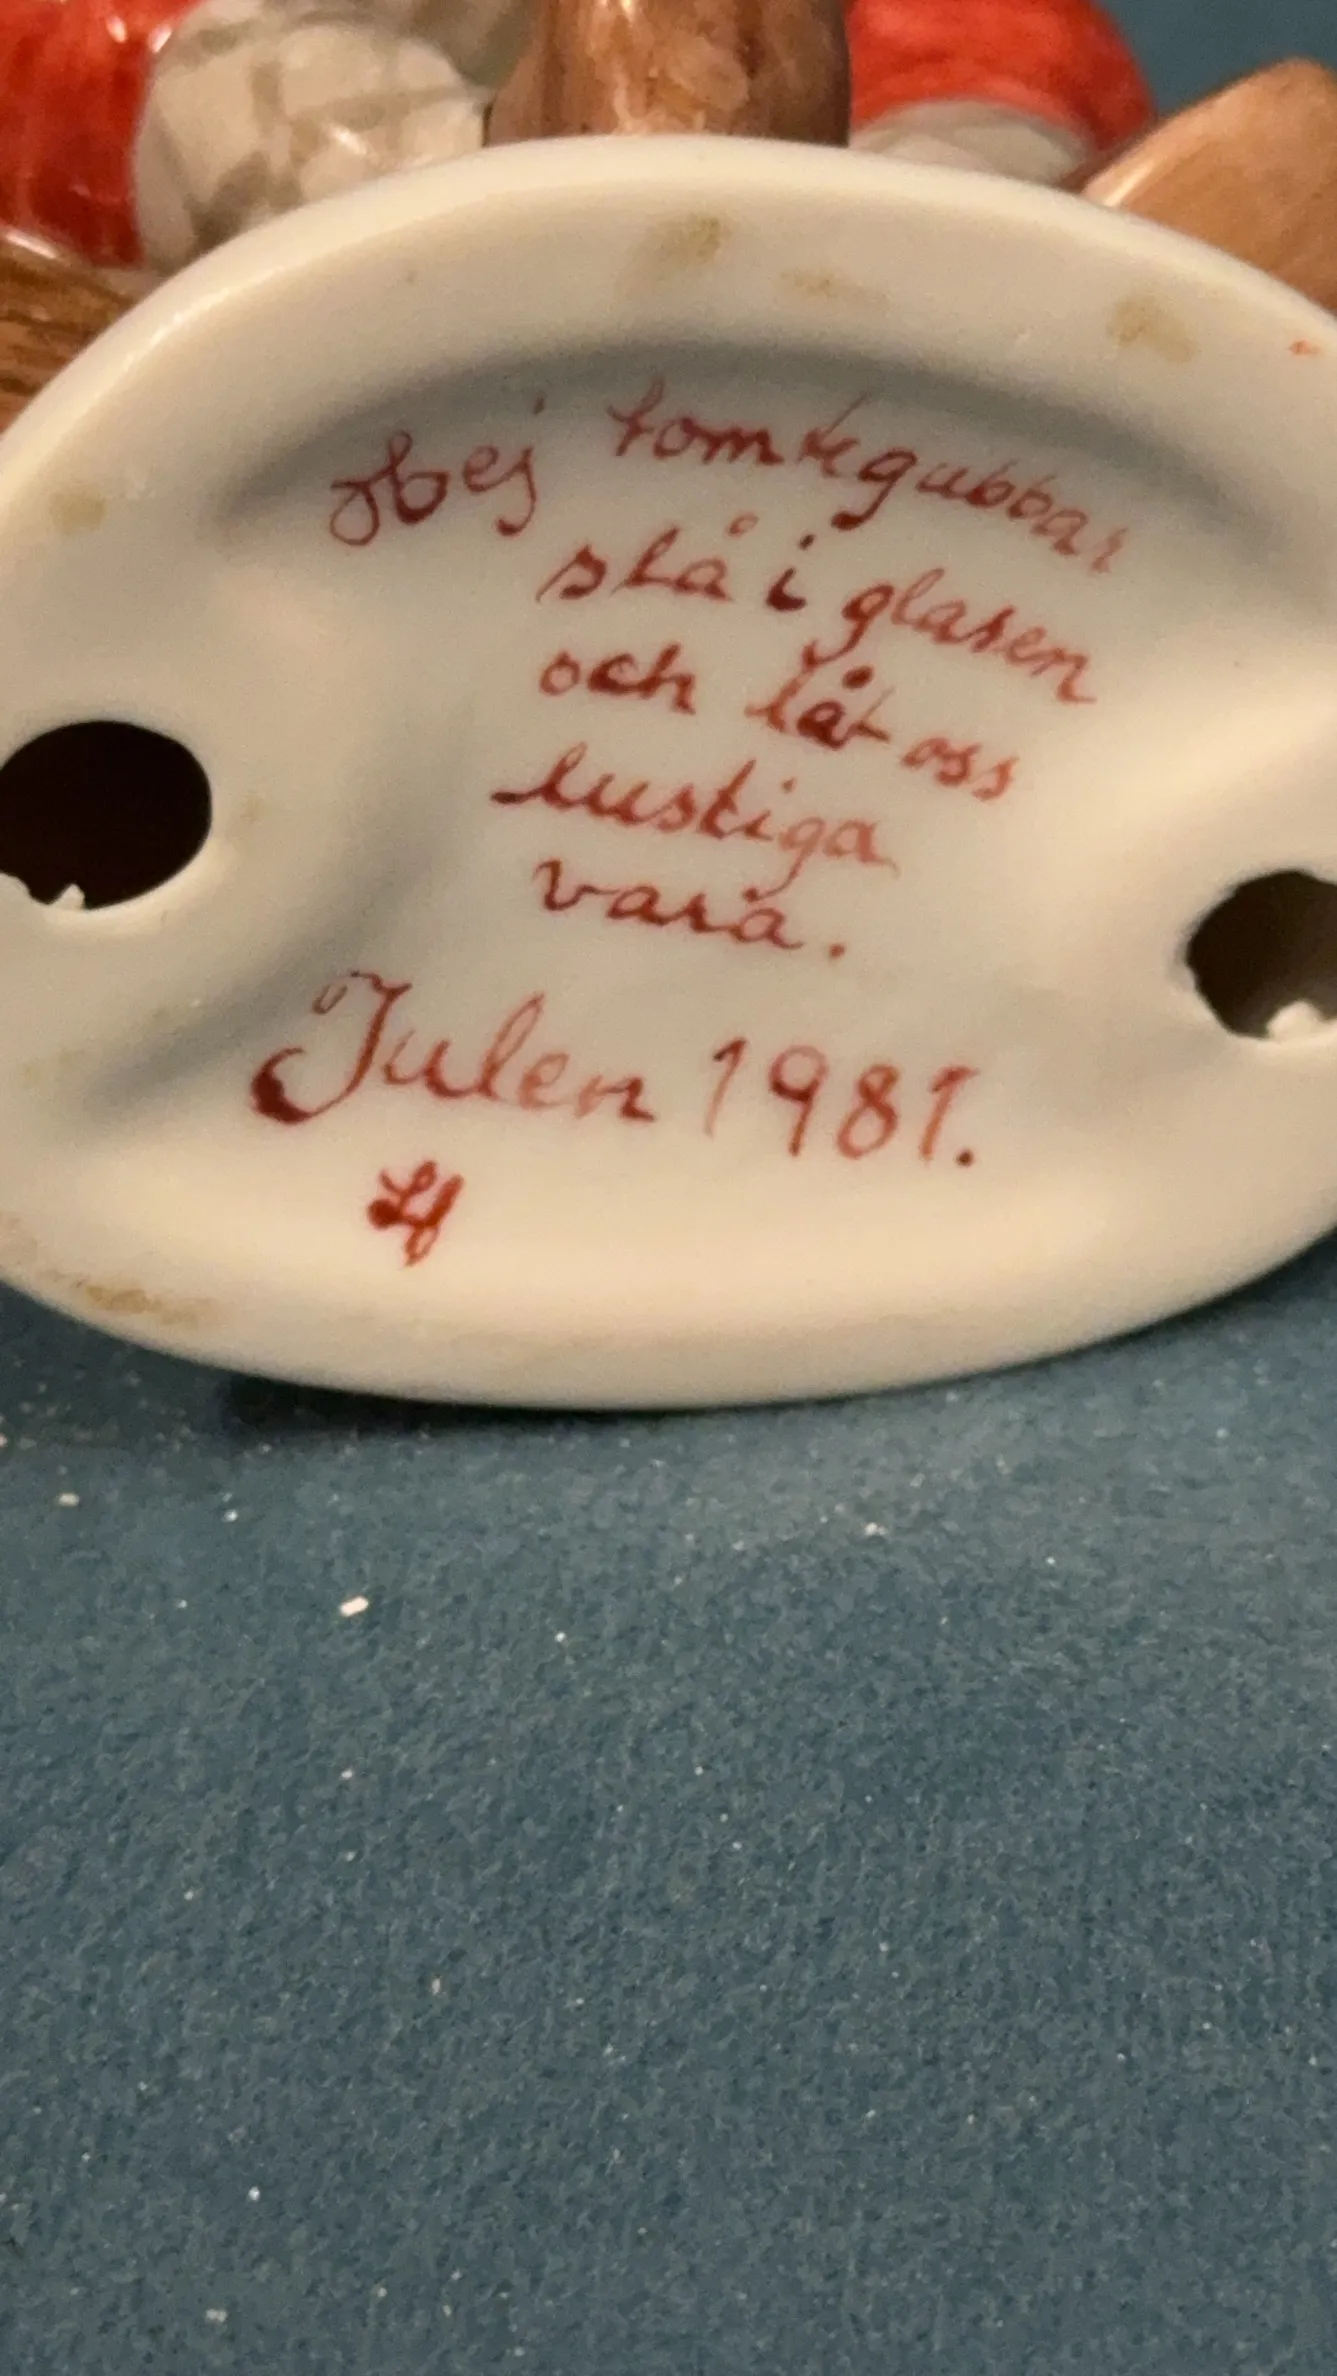 Hej tomtegubbar
slå i glasen
och låt oss
lustiga
vara.
Julen 1981.